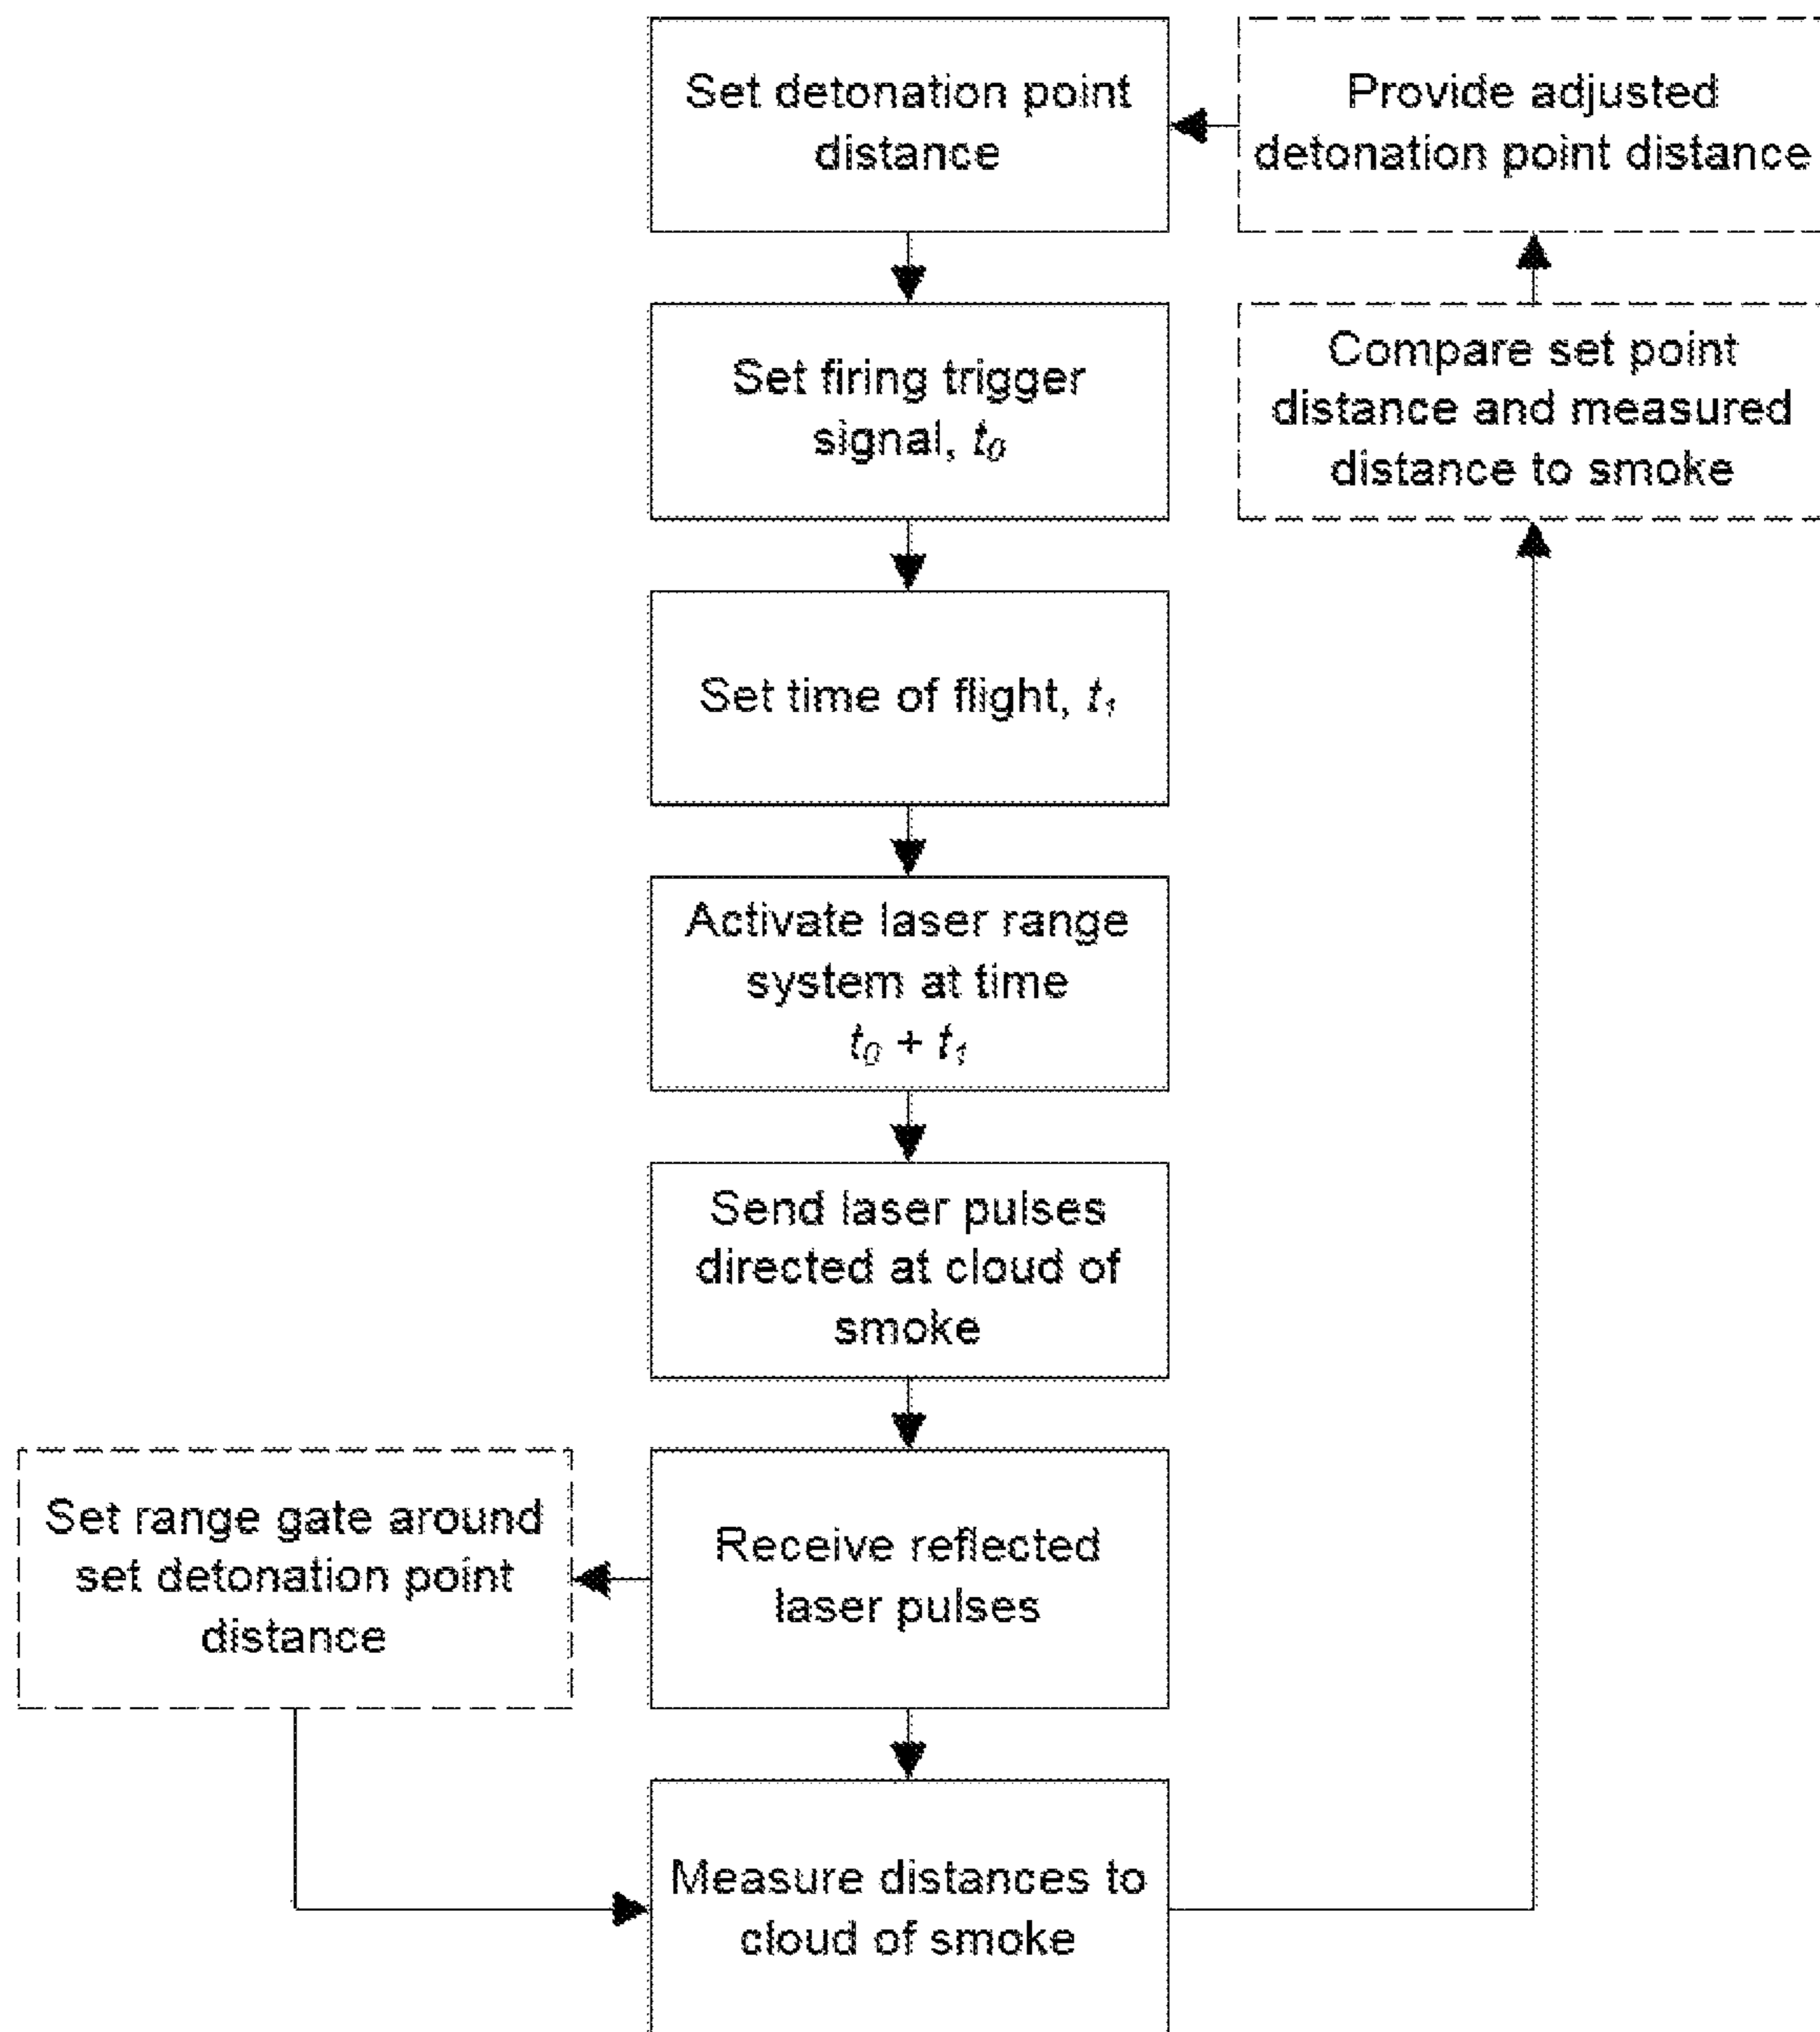 Set detonation point
distance
Provide adjusted
detonation point distance
Set firing trigger
signal, t₀
Compare set point
distance and measured
distance to smoke
Set time of flight, t₁
Activate laser range
system at time
t₀ + t₁
Send laser pulses
directed at cloud of
smoke
Set range gate around
set detonation point
distance
Receive reflected
laser pulses
Measure distances to
cloud of smoke